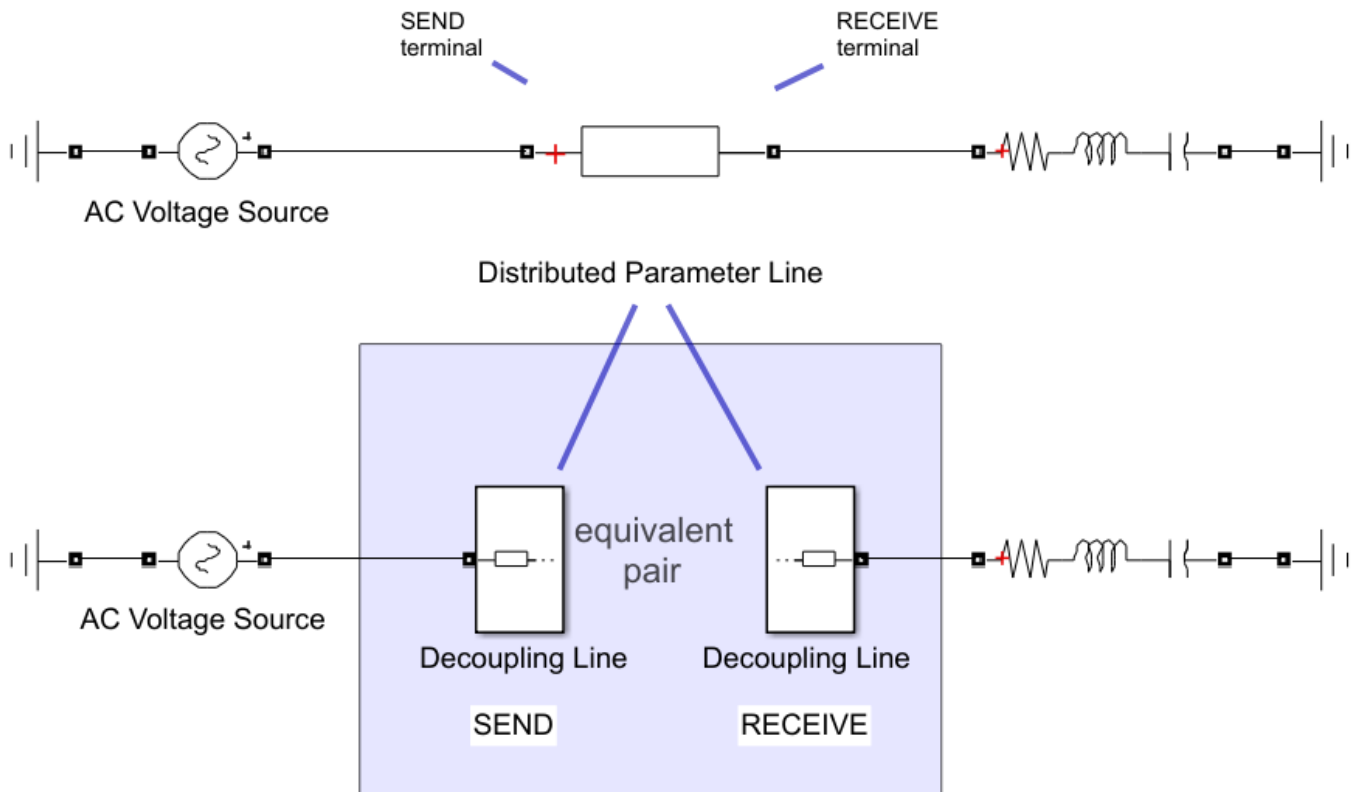 SEND
terminal
RECEIVE
terminal
AC Voltage Source
Distributed Parameter Line
equivalent
pair
AC Voltage Source
Decoupling Line
Decoupling Line
SEND
RECEIVE